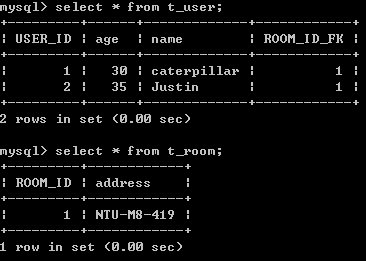 mysql> select * from t_user;
+---------+------+-------------+------------+
| USER_ID | age  | name        | ROOM_ID_FK |
+---------+------+-------------+------------+
|       1 |   30 | caterpillar |          1 |
|       2 |   35 | Justin      |          1 |
+---------+------+-------------+------------+
2 rows in set (0.00 sec)
mysql> select * from t_room;
+---------+------------+
| ROOM_ID | address    |
+---------+------------+
|       1 | NTU-M8-419 |
+---------+------------+
1 row in set (0.00 sec)